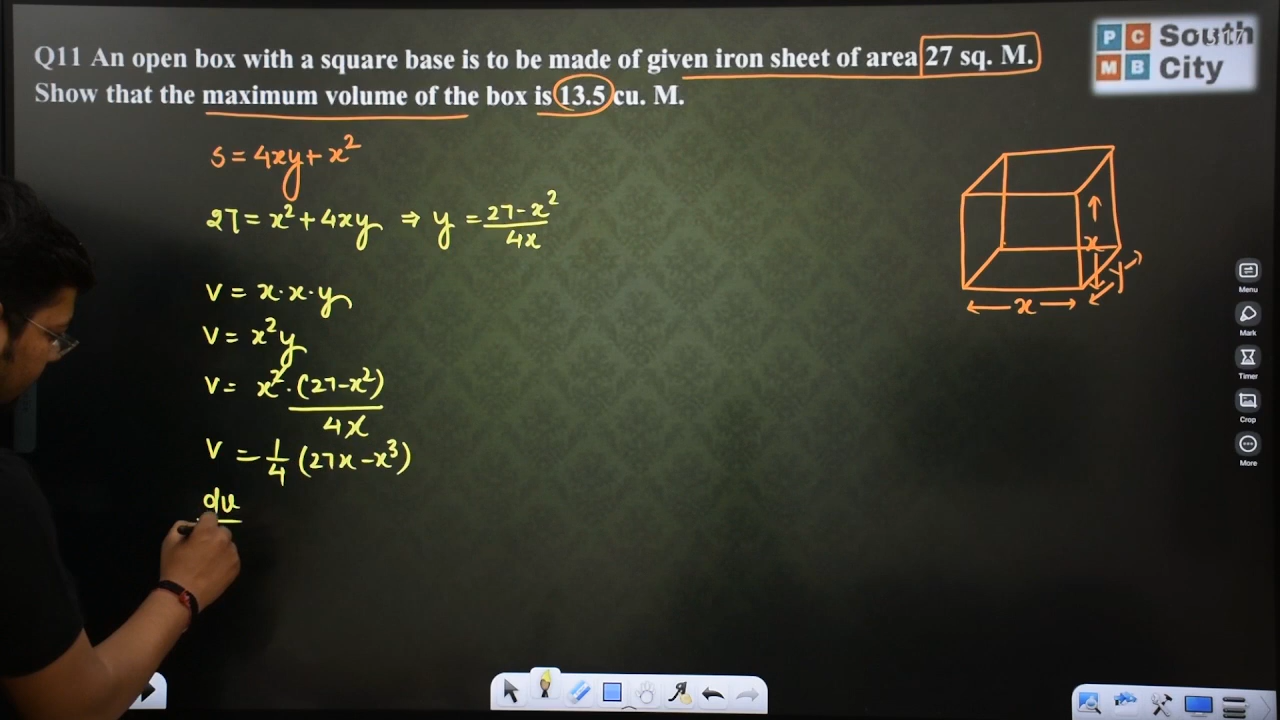 Q11 An open box with a square base is to be made of given iron sheet of area 27 sq. M.
Show that the maximum volume of the box is 13.5 cu. M.
P C
M B
South
City
S = 4xy + x²
27 = x² + 4xy ⇒ y = (27-x²)/4x
V = x·x·y
V = x²y
V = x²·(27-x²)/4x
V = 1/4 (27x - x³)
dv
x
y
x
Menu
Mark
Timer
Crop
More